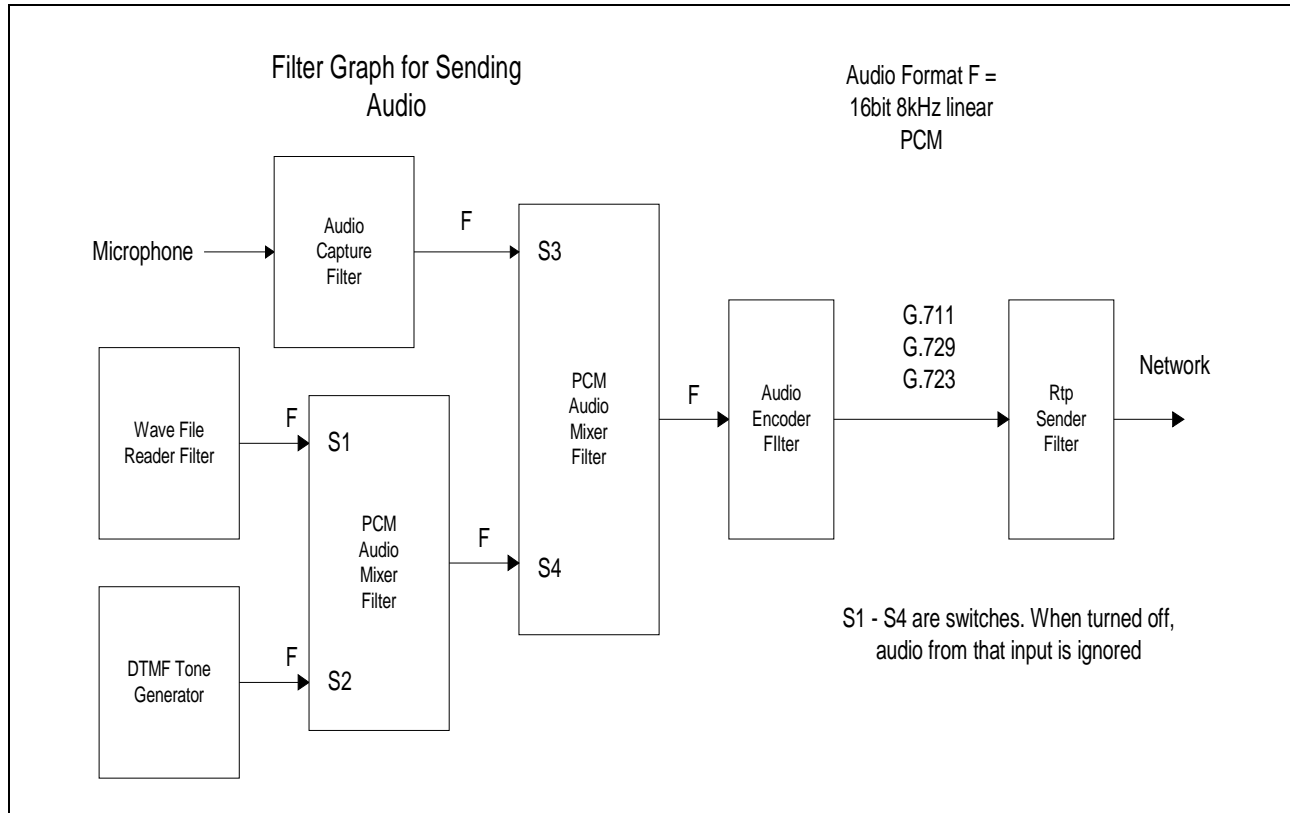 Filter Graph for Sending
Audio
Audio Format F =
16bit 8kHz linear
PCM
Microphone
Audio
Capture
Filter
F
S3
PCM
Audio
Mixer
Filter
S4
F
Audio
Encoder
FIlter
G.711
G.729
G.723
Rtp
Sender
Filter
Network
Wave File
Reader Filter
F
S1
PCM
Audio
Mixer
Filter
S2
F
DTMF Tone
Generator
F
S1 - S4 are switches. When turned off,
audio from that input is ignored